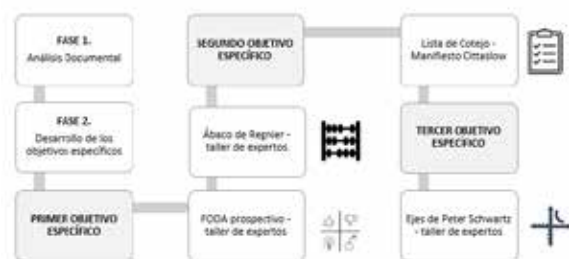 FASE 1.
Análisis Documental
FASE 2.
Desarrollo de los
objetivos específicos
PRIMER OBJETIVO
ESPECÍFICO
SEGUNDO OBJETIVO
ESPECÍFICO
Ábaco de Regnier -
taller de expertos
FODA prospectivo -
taller de expertos
Lista de Cotejo -
Manifiesto Cittaslow
TERCER OBJETIVO
ESPECÍFICO
Ejes de Peter Schwartz
- taller de expertos